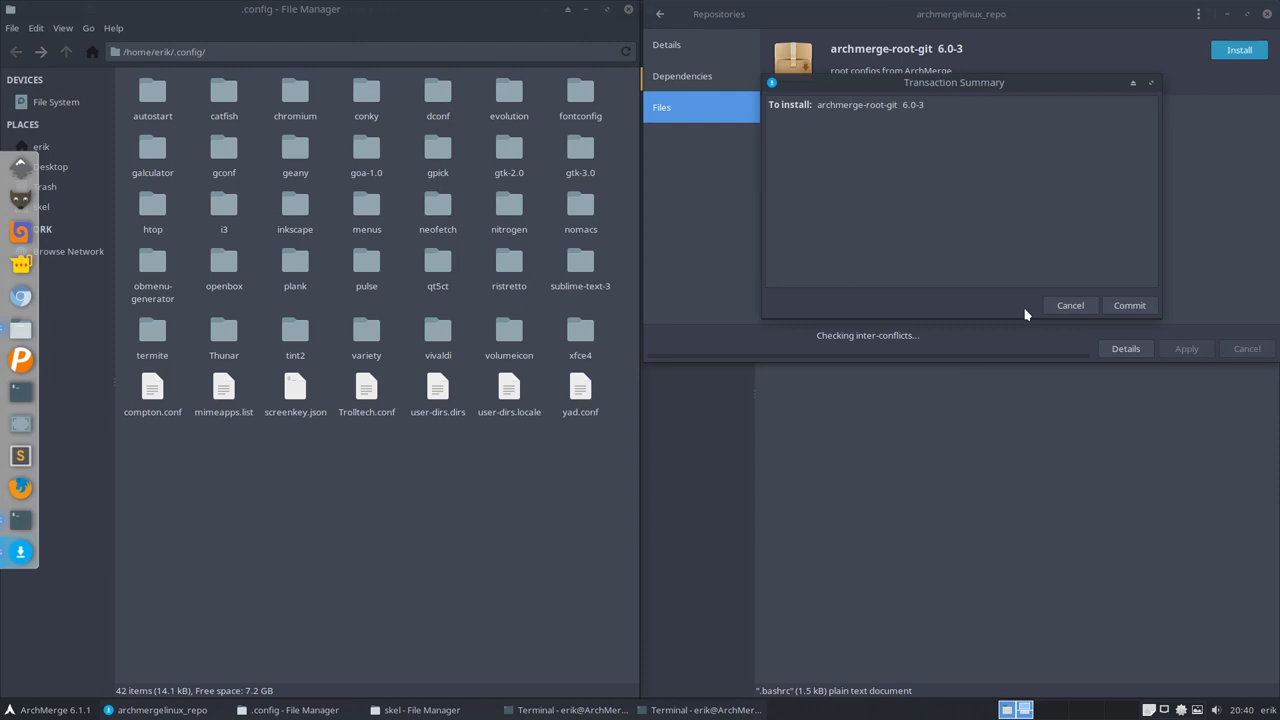 .config - File Manager
File Edit View Go Help
/home/erik/.config/
DEVICES
File System
PLACES
erik
Desktop
Trash
skel
ORK
Browse Network
autostart
catfish
chromium
conky
dconf
evolution
fontconfig
galculator
gconf
geany
goa-1.0
gpick
gtk-2.0
gtk-3.0
htop
i3
inkscape
menus
neofetch
nitrogen
nomacs
obmenu-
generator
openbox
plank
pulse
qt5ct
ristretto
sublime-text-3
termite
Thunar
tint2
variety
vivaldi
volumeicon
xfce4
compton.conf
mimeapps.list
screenkey.json
Trolltech.conf
user-dirs.dirs
user-dirs.locale
yad.conf
42 items (14.1 kB), Free space: 7.2 GB
Repositories
archmergelinux_repo
Details
Dependencies
Files
archmerge-root-git 6.0-3
root configs from ArchMerge
Install
Transaction Summary
To install: archmerge-root-git 6.0-3
Cancel
Commit
Checking inter-conflicts...
Details
Apply
Cancel
".bashrc" (1.5 kB) plain text document
ArchMerge 6.1.1
archmergelinux_repo
.config - File Manager
skel - File Manager
Terminal - erik@ArchMer...
Terminal - erik@ArchMer...
20:40 erik